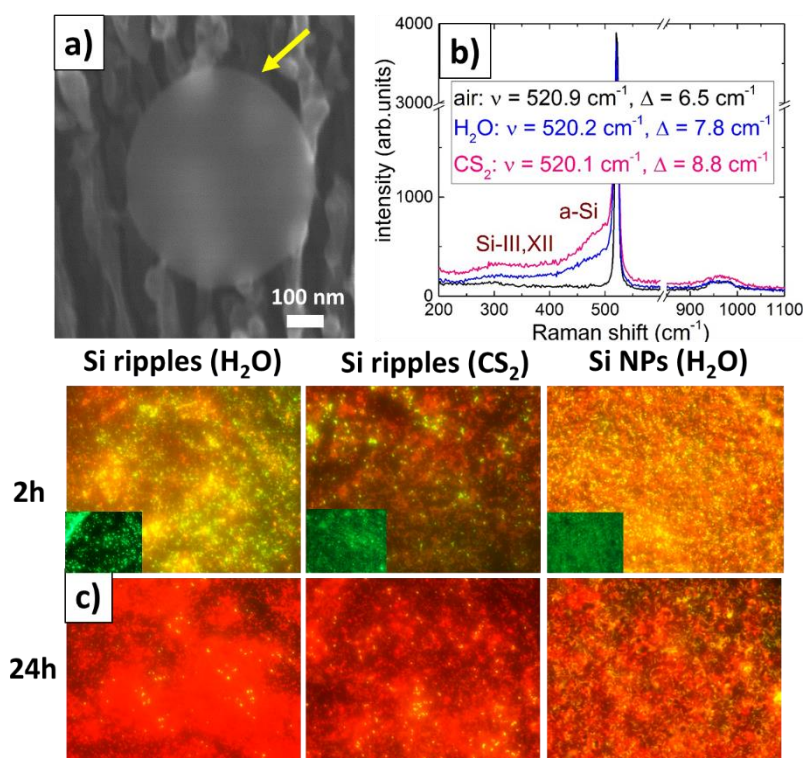 a)
100 nm
b)
intensity (arb.units)
4000
3000
1000
0
air: ν = 520.9 cm⁻¹, Δ = 6.5 cm⁻¹
H₂O: ν = 520.2 cm⁻¹, Δ = 7.8 cm⁻¹
CS₂: ν = 520.1 cm⁻¹, Δ = 8.8 cm⁻¹
a-Si
Si-III,XII
200 300 400 500 900 1000 1100
Raman shift (cm⁻¹)
Si ripples (H₂O) Si ripples (CS₂) Si NPs (H₂O)
2h
c)
24h